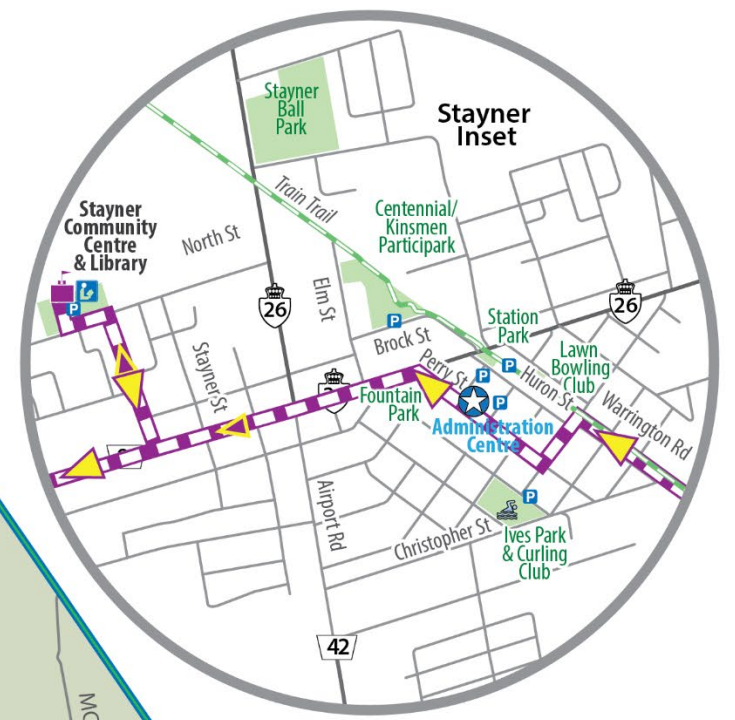 Stayner
Inset
Stayner
Ball
Park
Train Trail
Centennial/
Kinsmen
Participark
Stayner
Community
Centre
& Library
North St
P
26
Elm St
26
P
Brock St
Station
Park
P
Stayner St
Perry St
P
Huron St
Lawn
Bowling
Club
Fountain
Park
P
Warrington Rd
Administration
Centre
Airport Rd
P
Christopher St
Ives Park
& Curling
Club
42